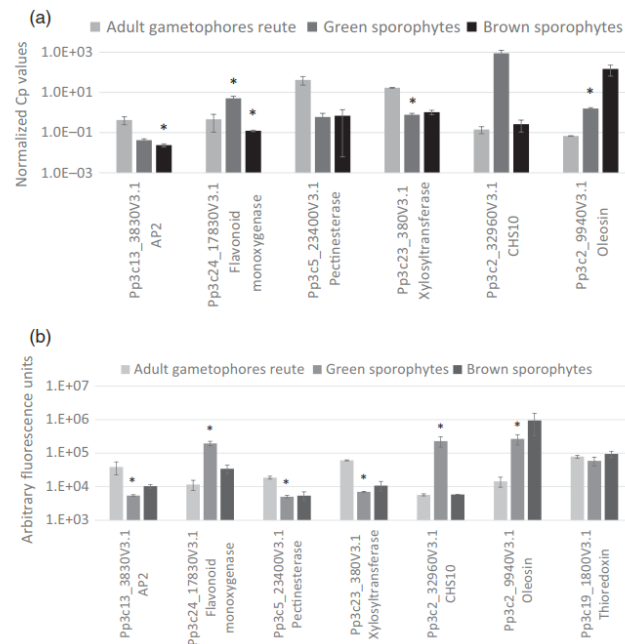 (a)
Adult gametophores reute Green sporophytes Brown sporophytes
Normalized Cp values
1.0E+03
1.0E+01
1.0E−01
1.0E−03
* * * *
Pp3c13_3830V3.1
AP2
Pp3c24_17830V3.1
Flavonoid
monoxygenase
Pp3c5_23400V3.1
Pectinesterase
Pp3c23_380V3.1
Xylosyltransferase
Pp3c2_32960V3.1
CHS10
Pp3c2_9940V3.1
Oleosin
(b)
Adult gametophores reute Green sporophytes Brown sporophytes
Arbitrary fluorescence units
1.E+07
1.E+06
1.E+05
1.E+04
1.E+03
* * * * * *
Pp3c13_3830V3.1
AP2
Pp3c24_17830V3.1
Flavonoid
monoxygenase
Pp3c5_23400V3.1
Pectinesterase
Pp3c23_380V3.1
Xylosyltransferase
Pp3c2_32960V3.1
CHS10
Pp3c2_9940V3.1
Oleosin
Pp3c19_1800V3.1
Thioredoxin